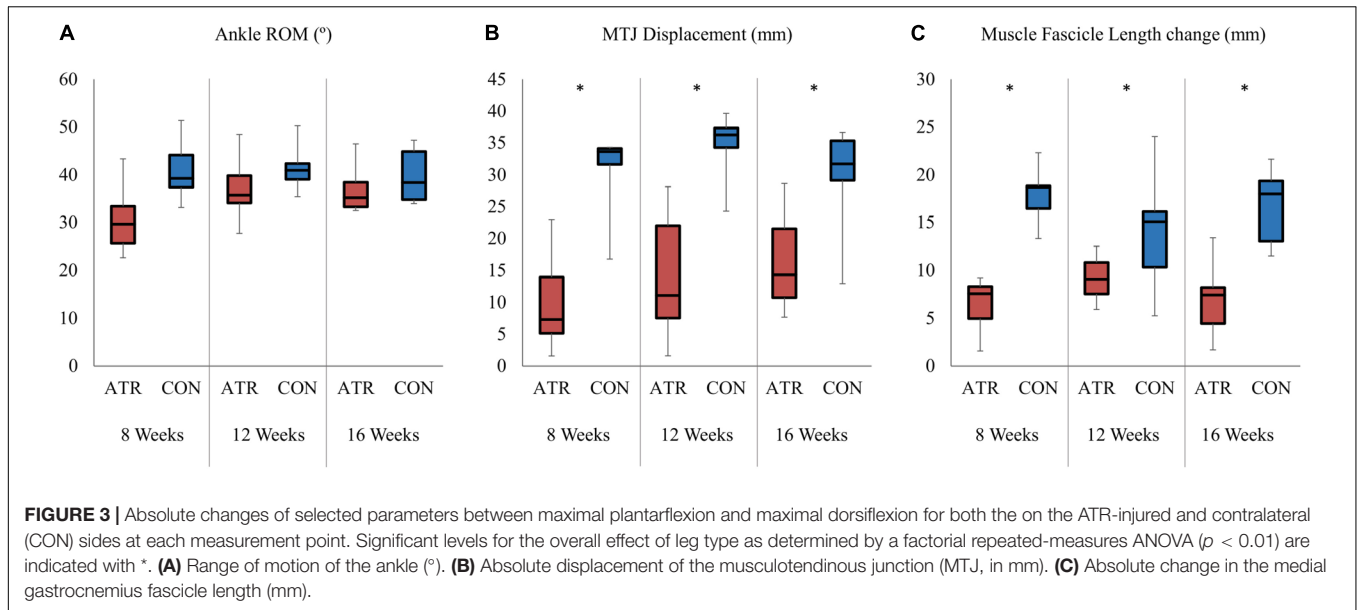 A Ankle ROM (º)
60
50
40
30
20
10
0
ATR CON ATR CON ATR CON
8 Weeks 12 Weeks 16 Weeks
B MTJ Displacement (mm)
45
40
35
30
25
20
15
10
5
0
* * *
ATR CON ATR CON ATR CON
8 Weeks 12 Weeks 16 Weeks
C Muscle Fascicle Length change (mm)
30
25
20
15
10
5
0
* * *
ATR CON ATR CON ATR CON
8 Weeks 12 Weeks 16 Weeks
FIGURE 3 | Absolute changes of selected parameters between maximal plantarflexion and maximal dorsiflexion for both the on the ATR-injured and contralateral
(CON) sides at each measurement point. Significant levels for the overall effect of leg type as determined by a factorial repeated-measures ANOVA (p < 0.01) are
indicated with *. (A) Range of motion of the ankle (°). (B) Absolute displacement of the musculotendinous junction (MTJ, in mm). (C) Absolute change in the medial
gastrocnemius fascicle length (mm).